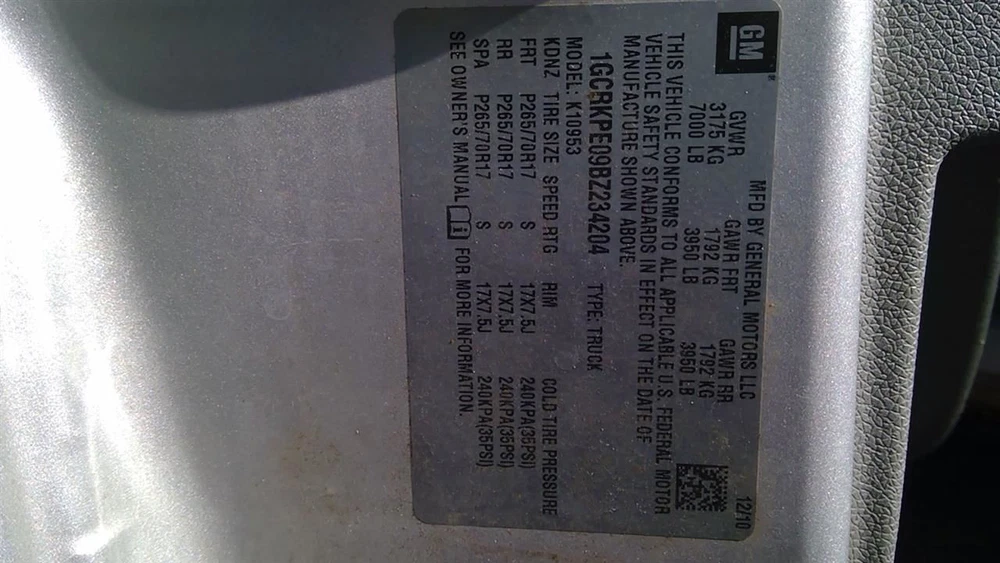 GM
MFD BY GENERAL MOTORS LLC 12/10
GVWR GAWR FRT GAWR RR
3175 KG 1792 KG 1792 KG
7000 LB 3950 LB 3950 LB
THIS VEHICLE CONFORMS TO ALL APPLICABLE U.S. FEDERAL MOTOR
VEHICLE SAFETY STANDARDS IN EFFECT ON THE DATE OF
MANUFACTURE SHOWN ABOVE.
1GCRKPE09BZ234204 TYPE: TRUCK
MODEL: K10953
KDNZ TIRE SIZE SPEED RTG RIM COLD TIRE PRESSURE
FRT P265/70R17 S 17X7.5J 240KPA(35PSI)
RR P265/70R17 S 17X7.5J 240KPA(35PSI)
SPA P265/70R17 S 17X7.5J 240KPA(35PSI)
SEE OWNER'S MANUAL FOR MORE INFORMATION.